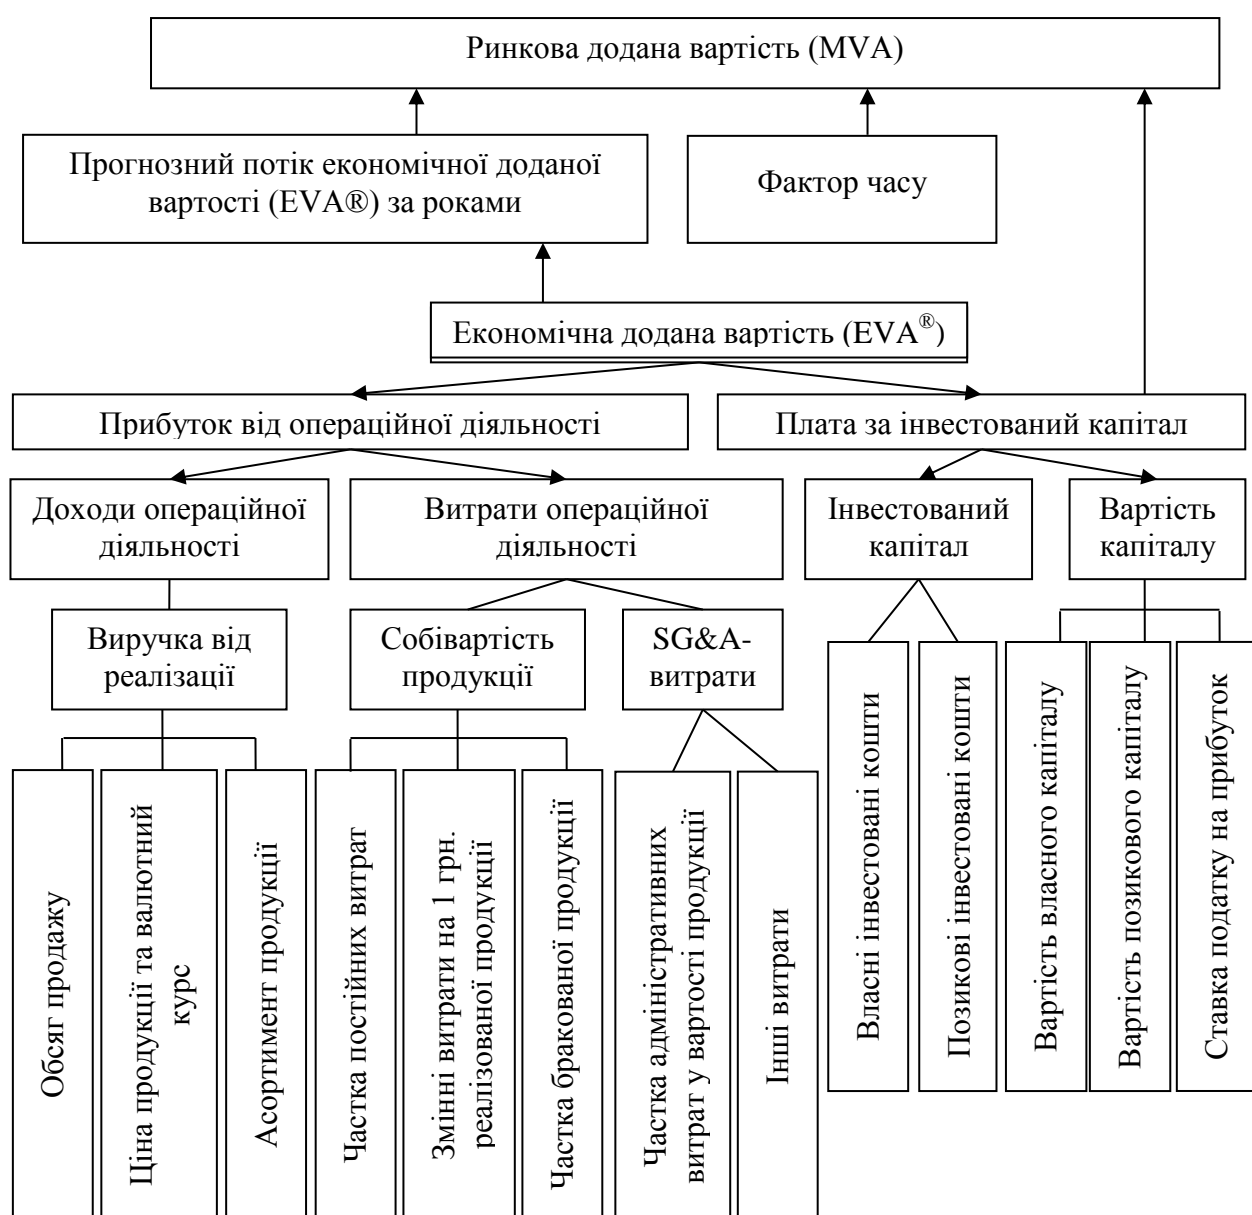 Ринкова додана вартість (MVA)
Прогнозний потік економічної доданої
вартості (EVA®) за роками
Фактор часу
Економічна додана вартість (EVA®)
Прибуток від операційної діяльності
Плата за інвестований капітал
Доходи операційної
діяльності
Витрати операційної
діяльності
Інвестований
капітал
Вартість
капіталу
Виручка від
реалізації
Собівартість
продукції
SG&A-
витрати
Обсяг продажу
Ціна продукції та валютний
курс
Асортимент продукції
Частка постійних витрат
Змінні витрати на 1 грн.
реалізованої продукції
Частка бракованої продукції
Частка адміністративних
витрат у вартості продукції
Інші витрати
Власні інвестовані кошти
Позикові інвестовані кошти
Вартість власного капіталу
Вартість позикового капіталу
Ставка податку на прибуток